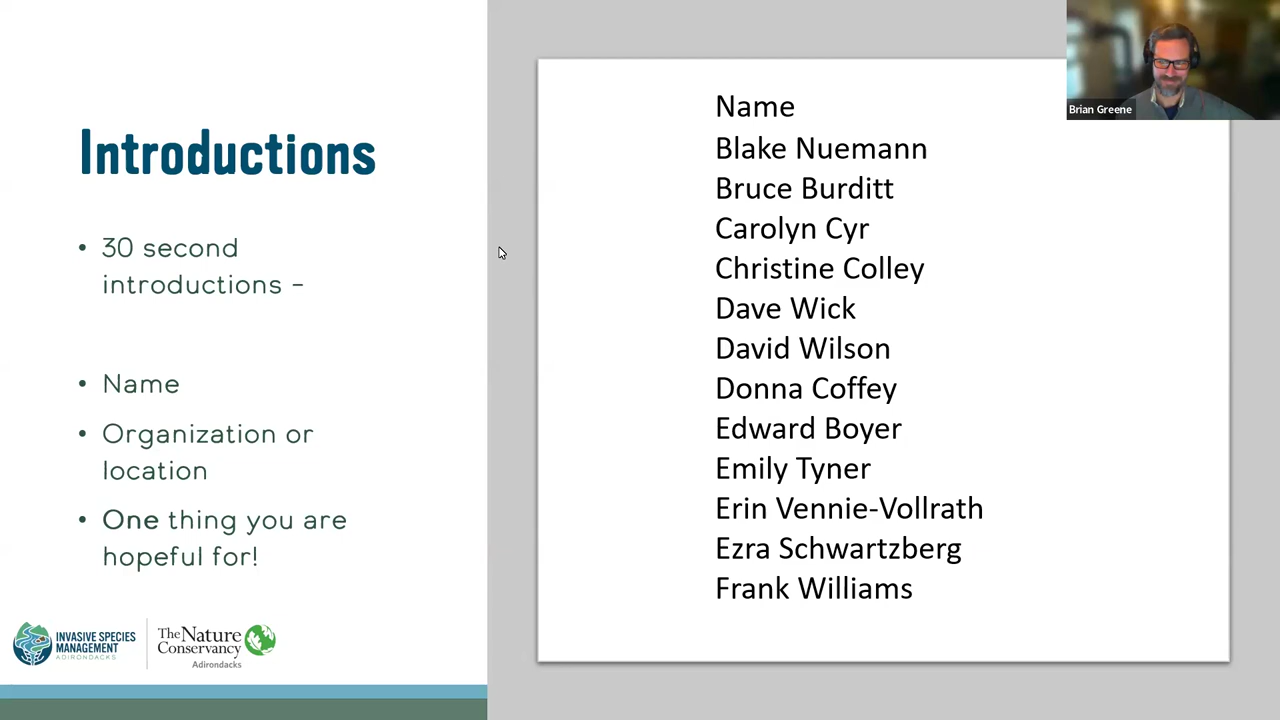 Introductions
• 30 second
introductions -
• Name
• Organization or
location
• One thing you are
hopeful for!
INVASIVE SPECIES
MANAGEMENT
ADIRONDACKS
The Nature
Conservancy
Adirondacks
Name
Blake Nuemann
Bruce Burditt
Carolyn Cyr
Christine Colley
Dave Wick
David Wilson
Donna Coffey
Edward Boyer
Emily Tyner
Erin Vennie-Vollrath
Ezra Schwartzberg
Frank Williams
Brian Greene